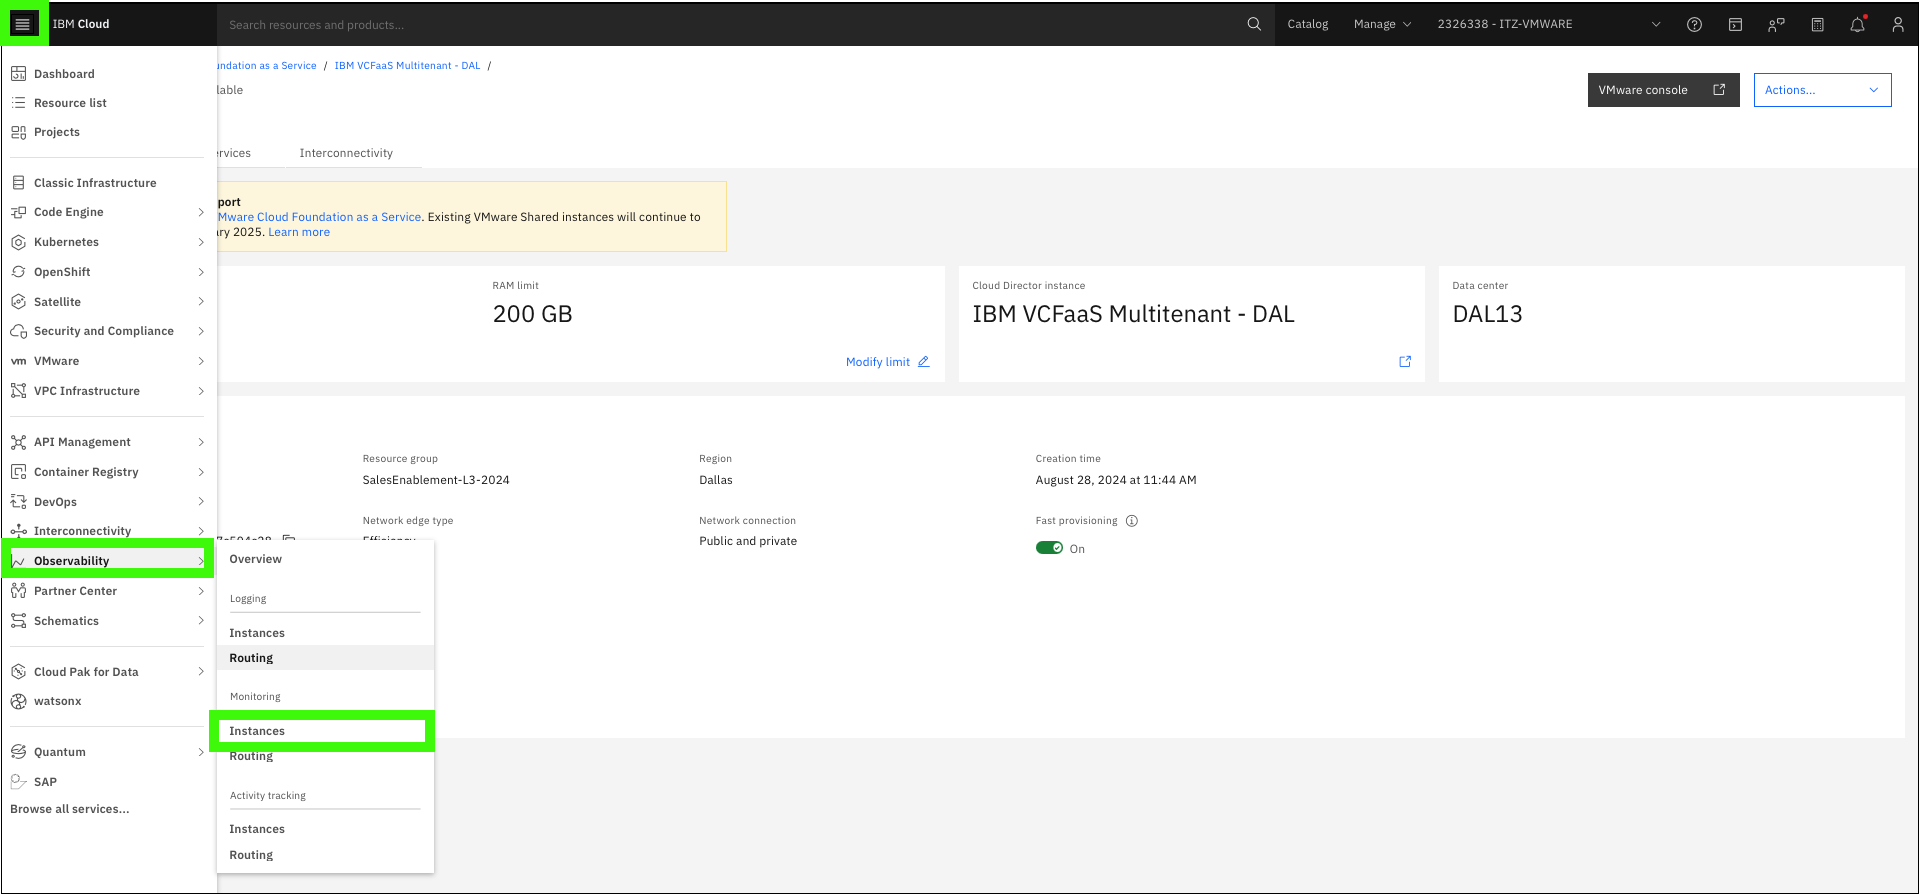 IBM Cloud
Search resources and products...
Catalog
Manage
2326338 - ITZ-VMWARE
Dashboard
Resource list
Projects
Classic Infrastructure
Code Engine
Kubernetes
OpenShift
Satellite
Security and Compliance
vm VMware
VPC Infrastructure
API Management
Container Registry
DevOps
Interconnectivity
Observability
Partner Center
Schematics
Cloud Pak for Data
watsonx
Quantum
SAP
Browse all services...
Overview
Logging
Instances
Routing
Monitoring
Instances
Routing
Activity tracking
Instances
Routing
undation as a Service / IBM VCFaaS Multitenant - DAL /
lable
VMware console
Actions...
ervices
Interconnectivity
port
Mware Cloud Foundation as a Service. Existing VMware Shared instances will continue to
ary 2025. Learn more
RAM limit
200 GB
Modify limit
Cloud Director instance
IBM VCFaaS Multitenant - DAL
Data center
DAL13
Resource group
SalesEnablement-L3-2024
Region
Dallas
Creation time
August 28, 2024 at 11:44 AM
Network edge type
Efficiency
Network connection
Public and private
Fast provisioning
On